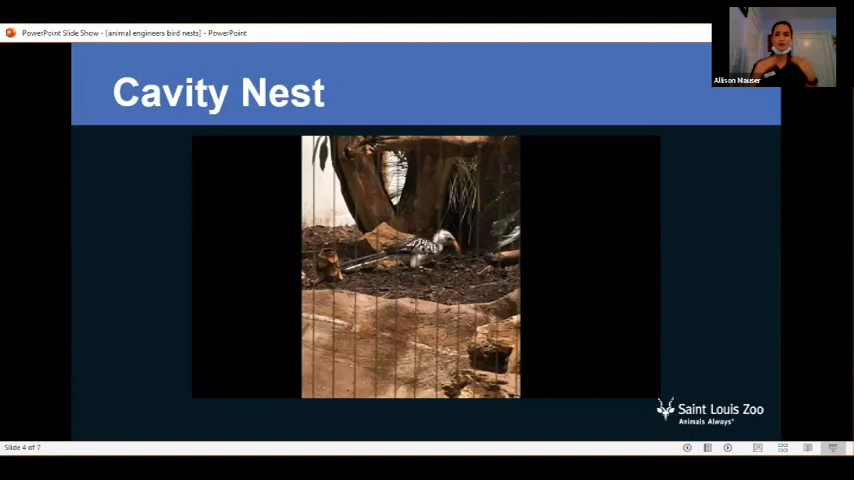 PowerPoint Slide Show - [animal engineers bird nests] - PowerPoint
Allison Mauser
Cavity Nest
Saint Louis Zoo
Animals Always®
Slide 4 of 7